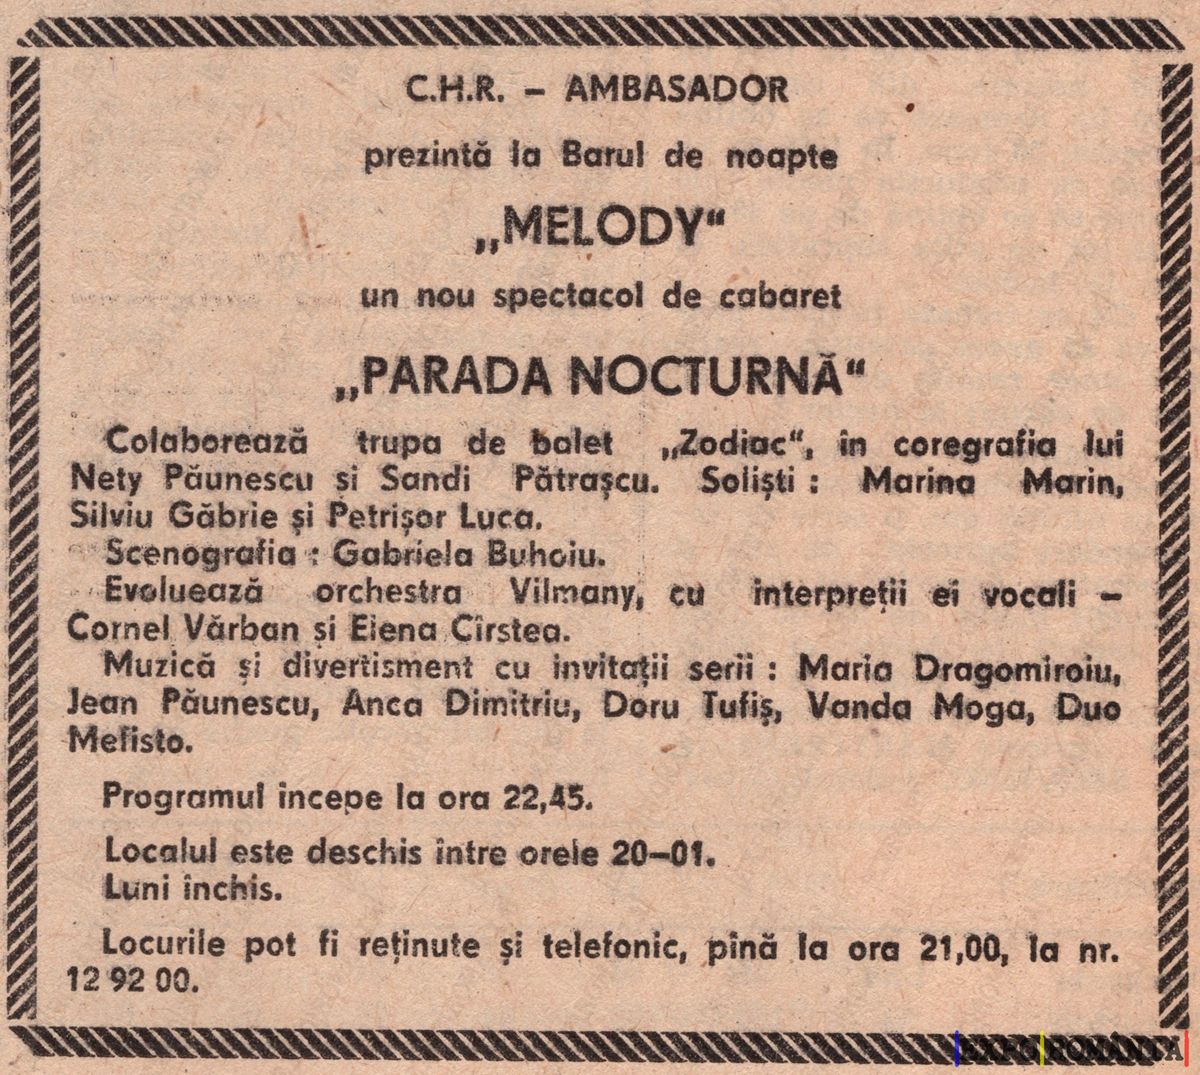 C.H.R. – AMBASADOR
prezintă la Barul de noapte
„MELODY“
un nou spectacol de cabaret
„PARADA NOCTURNĂ“
Colaborează trupa de balet „Zodiac“, în coregrafia lui
Nety Păunescu și Sandi Pătrașcu. Soliști : Marina Marin,
Silviu Găbrie și Petrișor Luca.
Scenografia : Gabriela Buhoiu.
Evoluează orchestra Vilmany, cu interpreții ei vocali –
Cornel Vărban și Elena Cîrstea.
Muzică și divertisment cu invitații serii : Maria Dragomiroiu,
Jean Păunescu, Anca Dimitriu, Doru Tufiș, Vanda Moga, Duo
Mefisto.
Programul începe la ora 22,45.
Localul este deschis între orele 20–01.
Luni închis.
Locurile pot fi reținute și telefonic, pînă la ora 21,00, la nr.
12 92 00.
EXPO ROMÂNIA